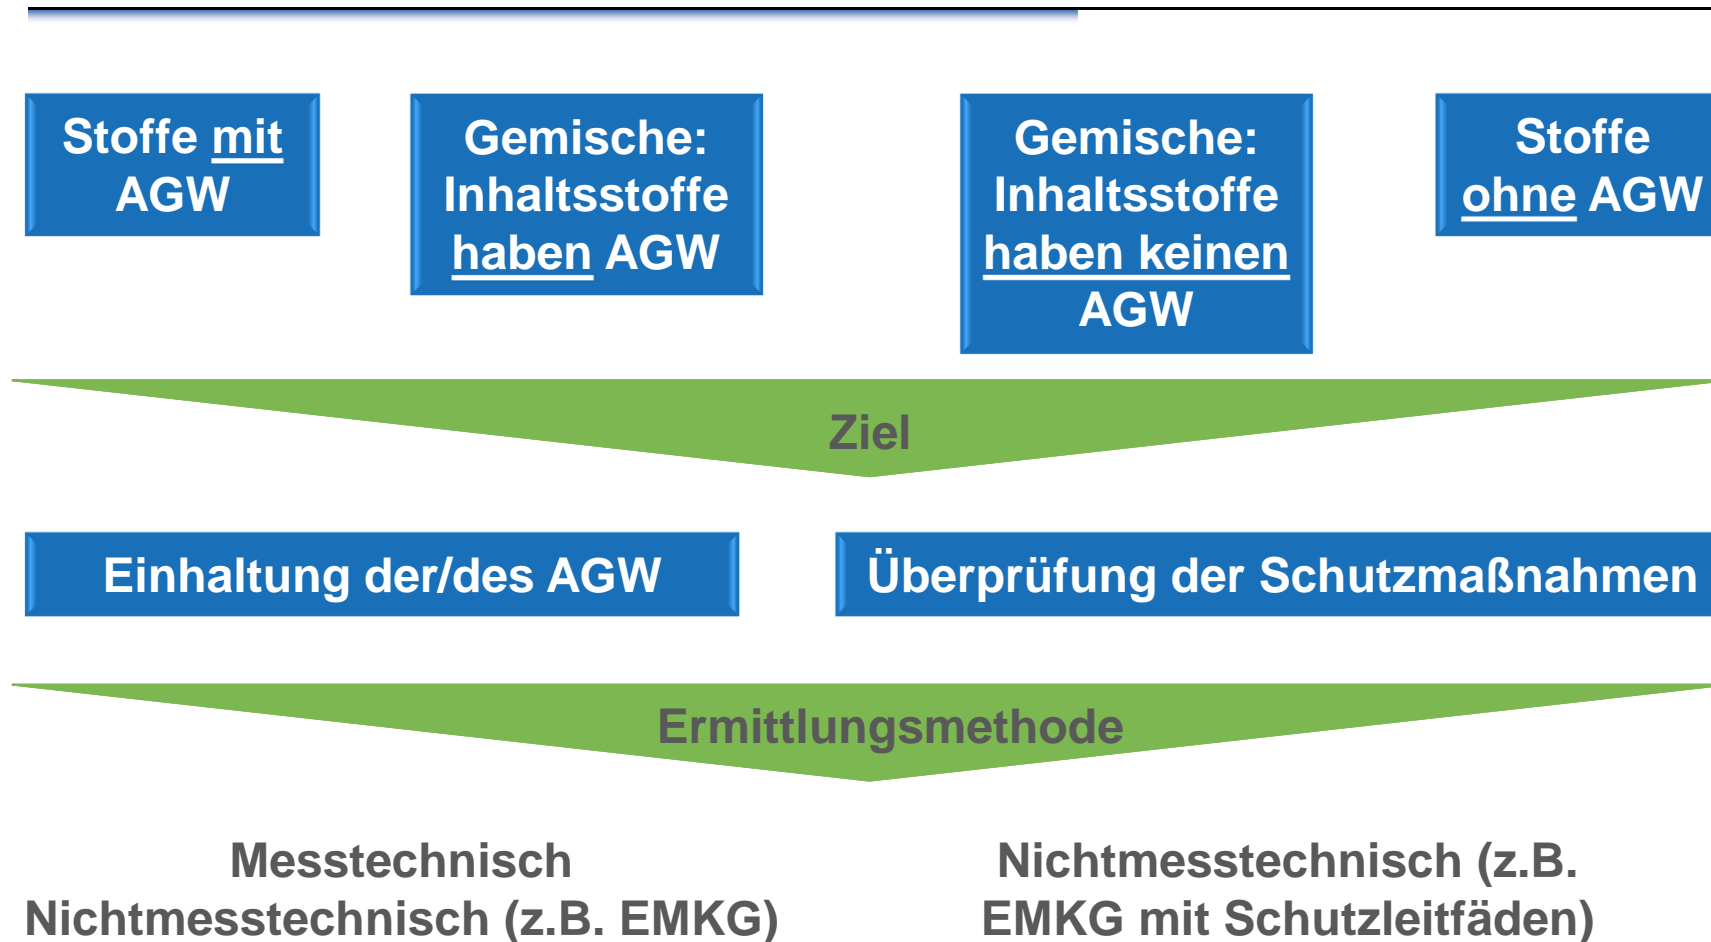 Stoffe mit
AGW
Gemische:
Inhaltsstoffe
haben AGW
Gemische:
Inhaltsstoffe
haben keinen
AGW
Stoffe
ohne AGW
Ziel
Einhaltung der/des AGW
Überprüfung der Schutzmaßnahmen
Ermittlungsmethode
Messtechnisch
Nichtmesstechnisch (z.B. EMKG)
Nichtmesstechnisch (z.B.
EMKG mit Schutzleitfäden)